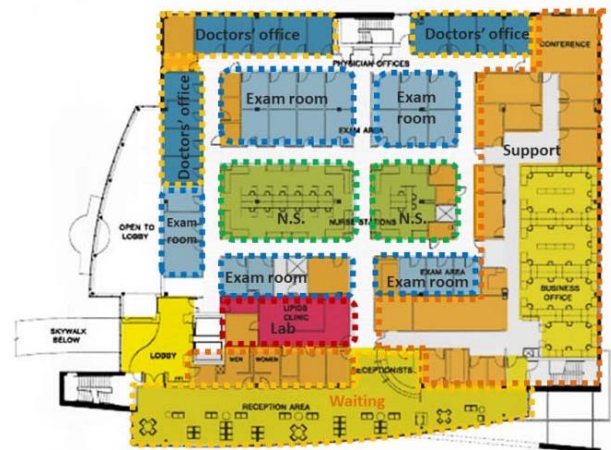 Doctors' office
Doctors' office
CONFERENCE
PHYSICIAN OFFICES
Doctors' office
Exam room
Exam
room
EXAM AREA
Support
N.S.
N.S.
NURSE STATIONS
Exam
room
OPEN TO
LOBBY
Exam room
EXAM AREA
Exam room
BUSINESS
OFFICE
LIPIDS
CLINIC
Lab
SKYWALK
BELOW
LOBBY
MEN
WOMEN
RECEPTIONISTS
Waiting
RECEPTION AREA